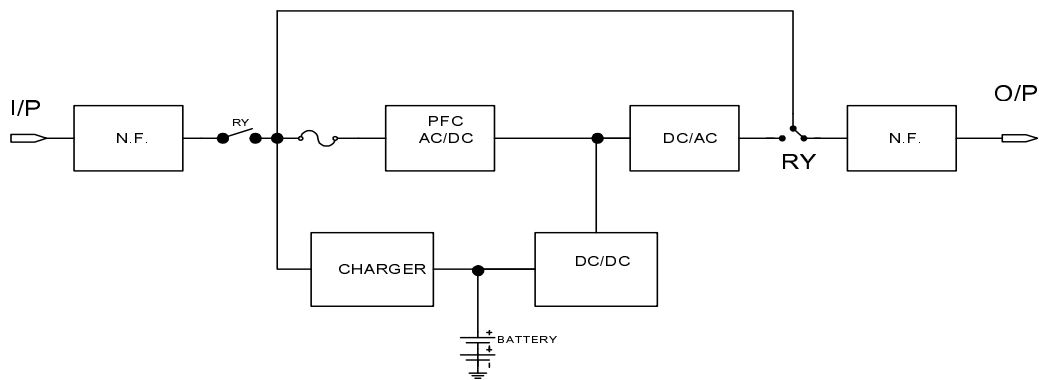 I/P
N.F.
RY
PFC
AC/DC
DC/AC
RY
N.F.
O/P
CHARGER
DC/DC
+
BATTERY
+